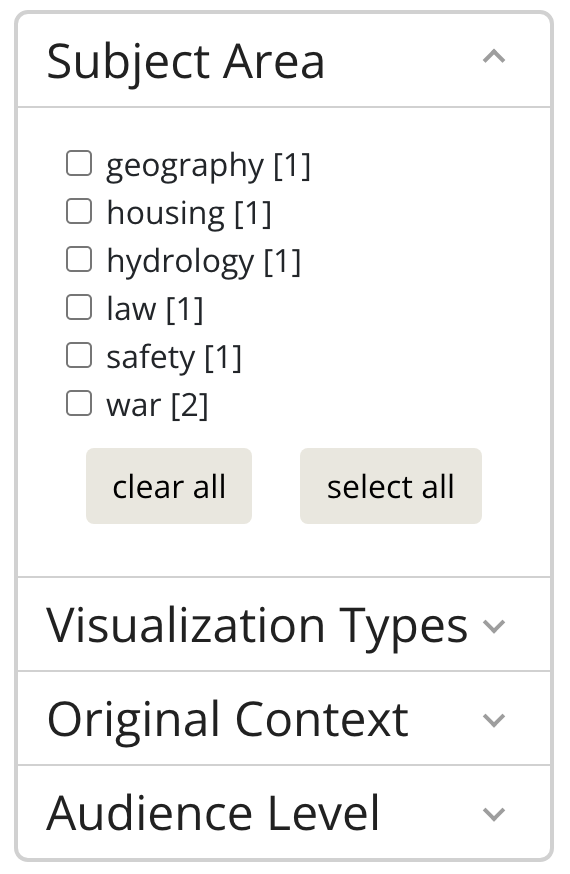 Subject Area
geography [1]
housing [1]
hydrology [1]
law [1]
safety [1]
war [2]
clear all select all
Visualization Types
Original Context
Audience Level